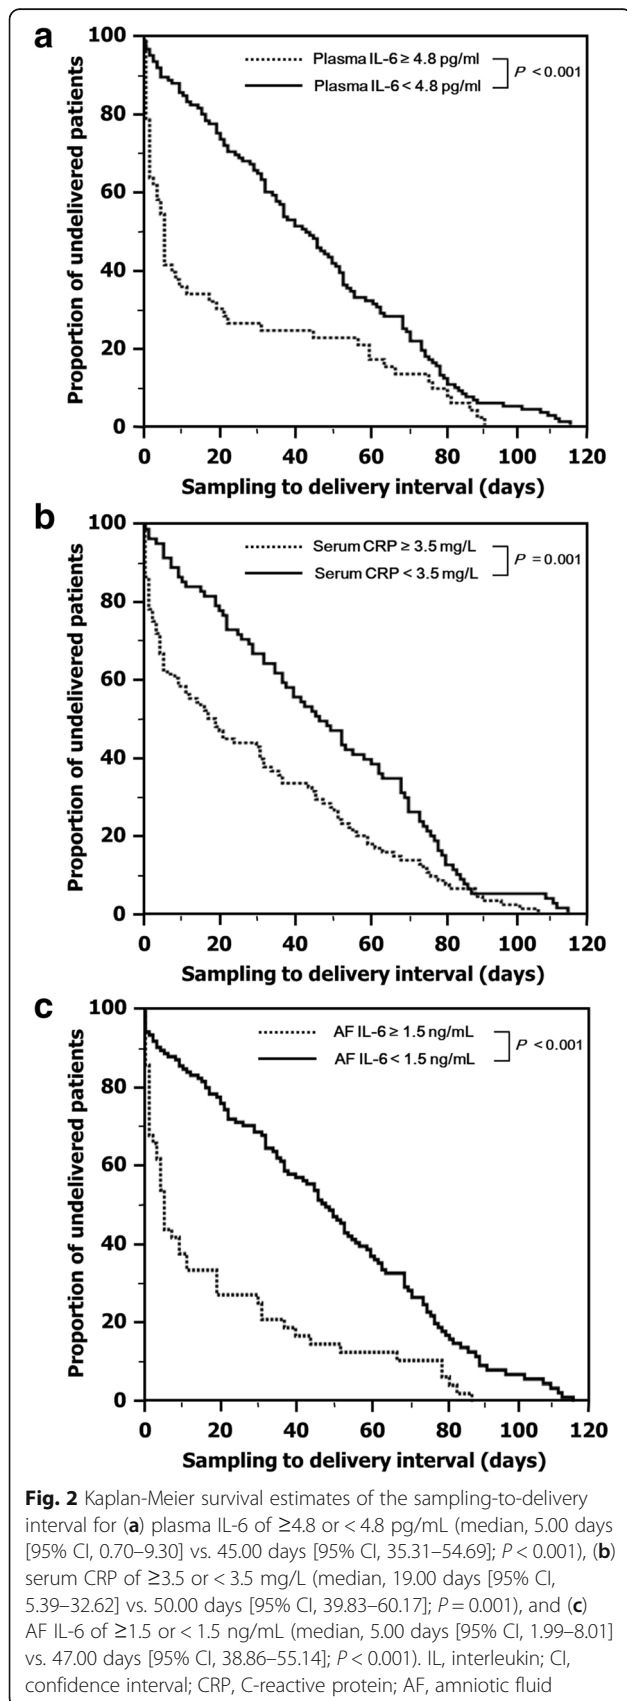 a
100
80
60
40
20
0
Proportion of undelivered patients
Plasma IL-6 ≥ 4.8 pg/ml
Plasma IL-6 < 4.8 pg/ml
P < 0.001
0 20 40 60 80 100 120
Sampling to delivery interval (days)
b
100
80
60
40
20
0
Proportion of undelivered patients
Serum CRP ≥ 3.5 mg/L
Serum CRP < 3.5 mg/L
P = 0.001
0 20 40 60 80 100 120
Sampling to delivery interval (days)
c
100
80
60
40
20
0
Proportion of undelivered patients
AF IL-6 ≥ 1.5 ng/mL
AF IL-6 < 1.5 ng/mL
P < 0.001
0 20 40 60 80 100 120
Sampling to delivery interval (days)
Fig. 2 Kaplan-Meier survival estimates of the sampling-to-delivery
interval for (a) plasma IL-6 of ≥4.8 or < 4.8 pg/mL (median, 5.00 days
[95% CI, 0.70–9.30] vs. 45.00 days [95% CI, 35.31–54.69]; P < 0.001), (b)
serum CRP of ≥3.5 or < 3.5 mg/L (median, 19.00 days [95% CI,
5.39–32.62] vs. 50.00 days [95% CI, 39.83–60.17]; P = 0.001), and (c)
AF IL-6 of ≥1.5 or < 1.5 ng/mL (median, 5.00 days [95% CI, 1.99–8.01]
vs. 47.00 days [95% CI, 38.86–55.14]; P < 0.001). IL, interleukin; CI,
confidence interval; CRP, C-reactive protein; AF, amniotic fluid